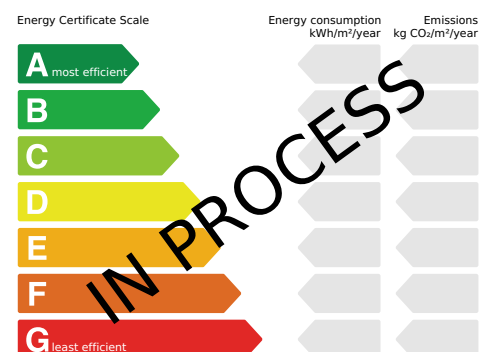 Energy Certificate Scale
Energy consumption
kWh/m²/year
Emissions
kg CO₂/m²/year
A most efficient
B
C
D
E
F
G least efficient
IN PROCESS